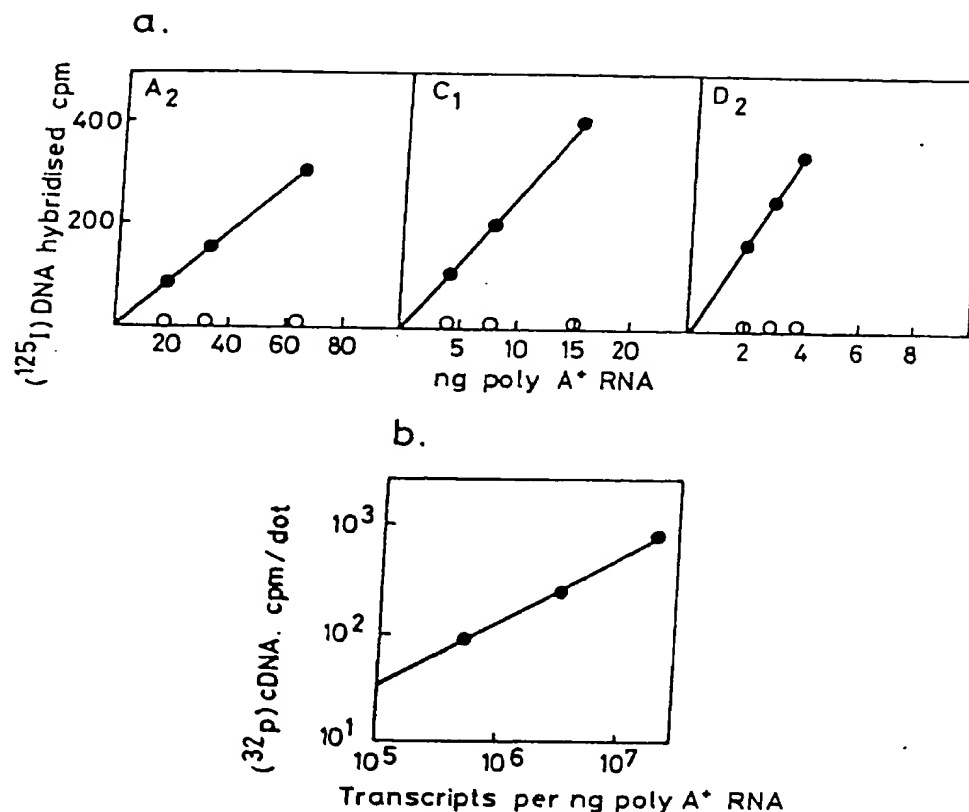 a.
A2 C1 D2
400
200
(125I) DNA hybridised cpm
20 40 60 80 5 10 15 20 2 4 6 8
ng poly A+ RNA
b.
10³
10²
10¹
(32p) cDNA. cpm/dot
10⁵ 10⁶ 10⁷
Transcripts per ng poly A+ RNA